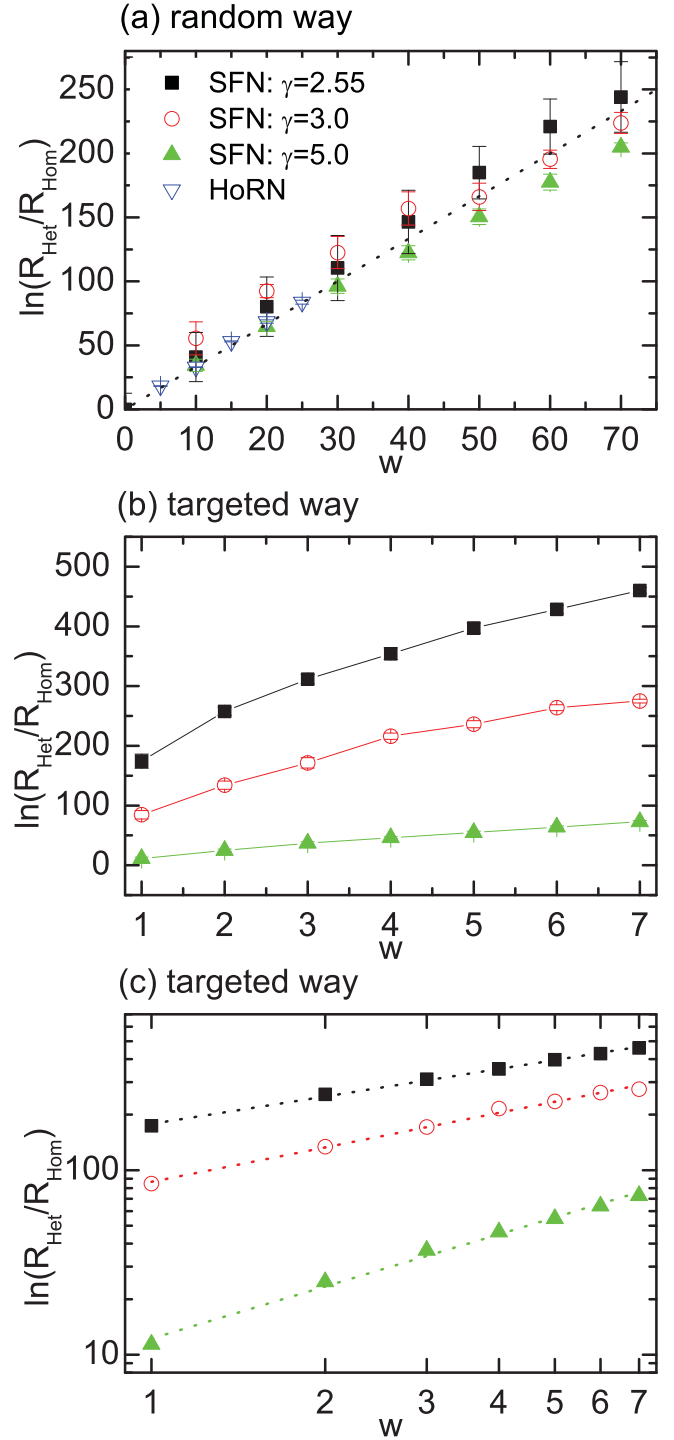 (a) random way
ln(R_Het/R_Hom)
250
200
150
100
50
0
SFN: γ=2.55
SFN: γ=3.0
SFN: γ=5.0
HoRN
0 10 20 30 40 50 60 70
w
(b) targeted way
ln(R_Het/R_Hom)
500
400
300
200
100
0
1 2 3 4 5 6 7
w
(c) targeted way
ln(R_Het/R_Hom)
100
10
1 2 3 4 5 6 7
w